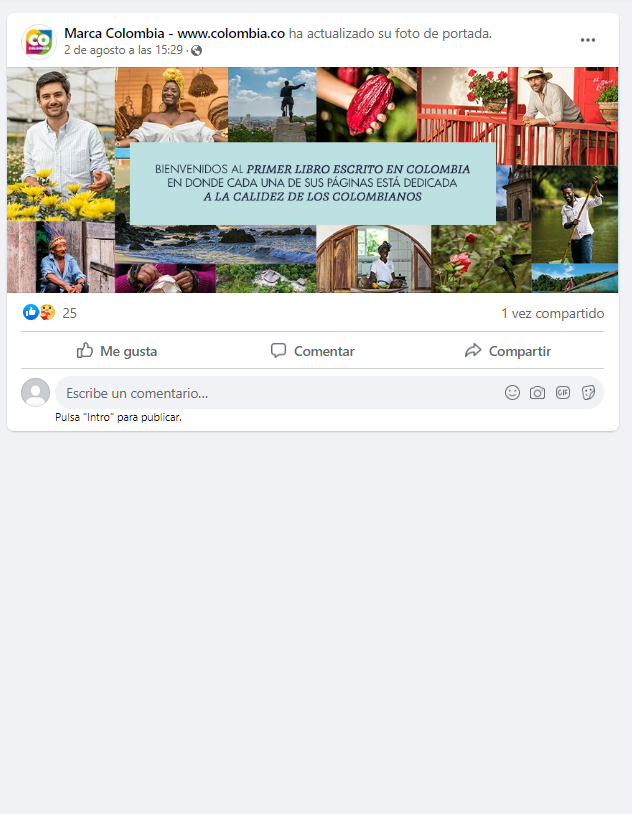 CO
COLOMBIA
Marca Colombia - www.colombia.co ha actualizado su foto de portada.
2 de agosto a las 15:29 ·
BIENVENIDOS AL PRIMER LIBRO ESCRITO EN COLOMBIA
EN DONDE CADA UNA DE SUS PÁGINAS ESTÁ DEDICADA
A LA CALIDEZ DE LOS COLOMBIANOS
25
1 vez compartido
Me gusta
Comentar
Compartir
Escribe un comentario...
GIF
Pulsa "Intro" para publicar.